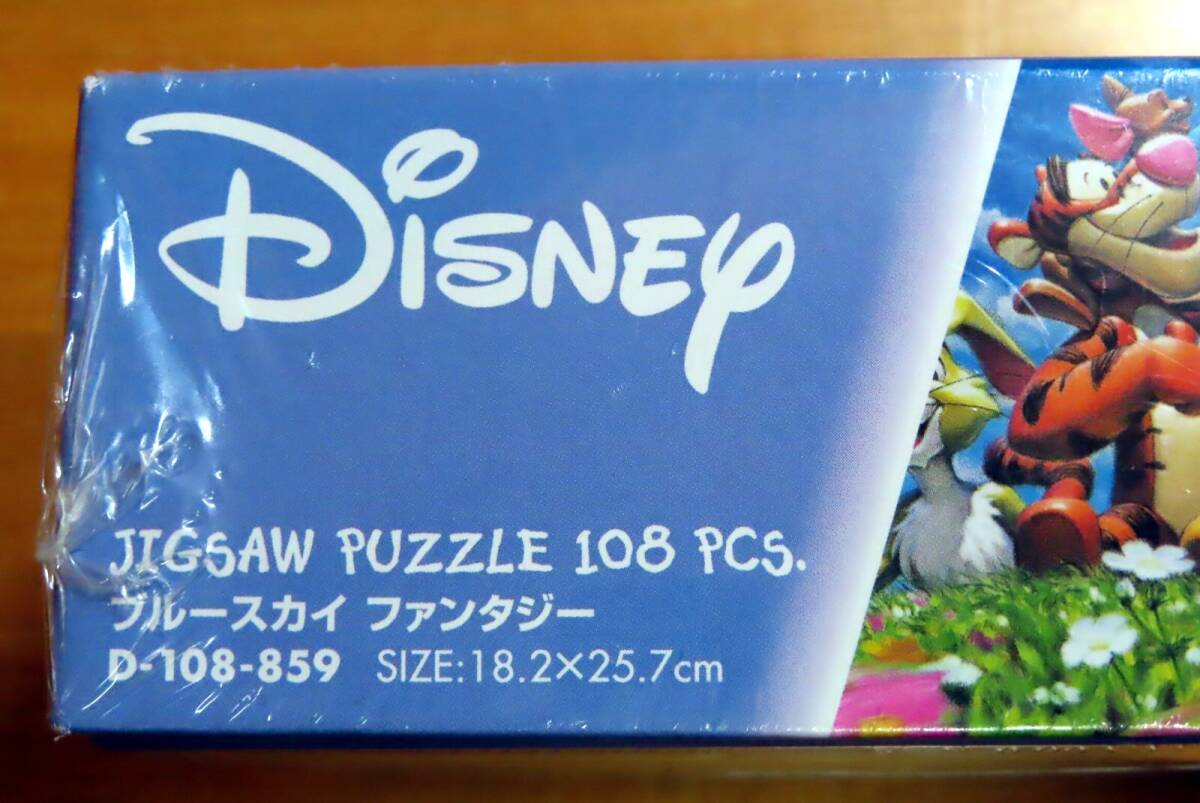 Disney
JIGSAW PUZZLE 108 PCS.
ブルースカイ ファンタジー
D-108-859 SIZE:18.2×25.7cm